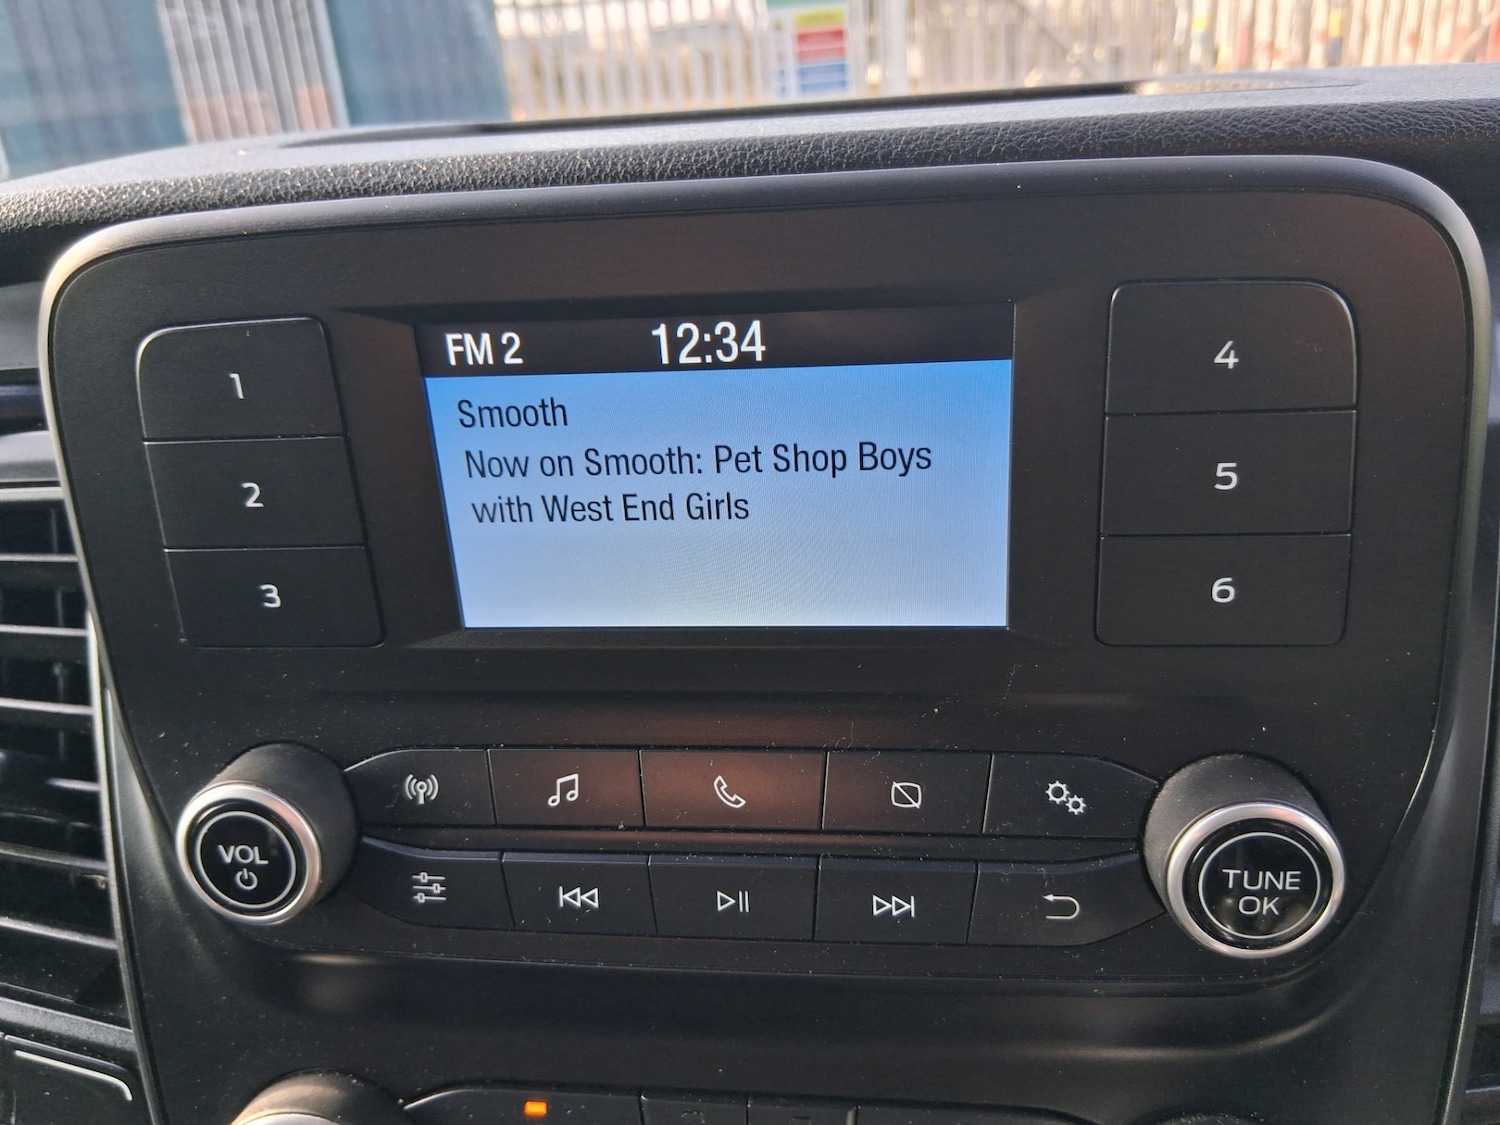 FM 2 12:34
Smooth
Now on Smooth: Pet Shop Boys
with West End Girls
1
2
3
4
5
6
VOL
TUNE
OK